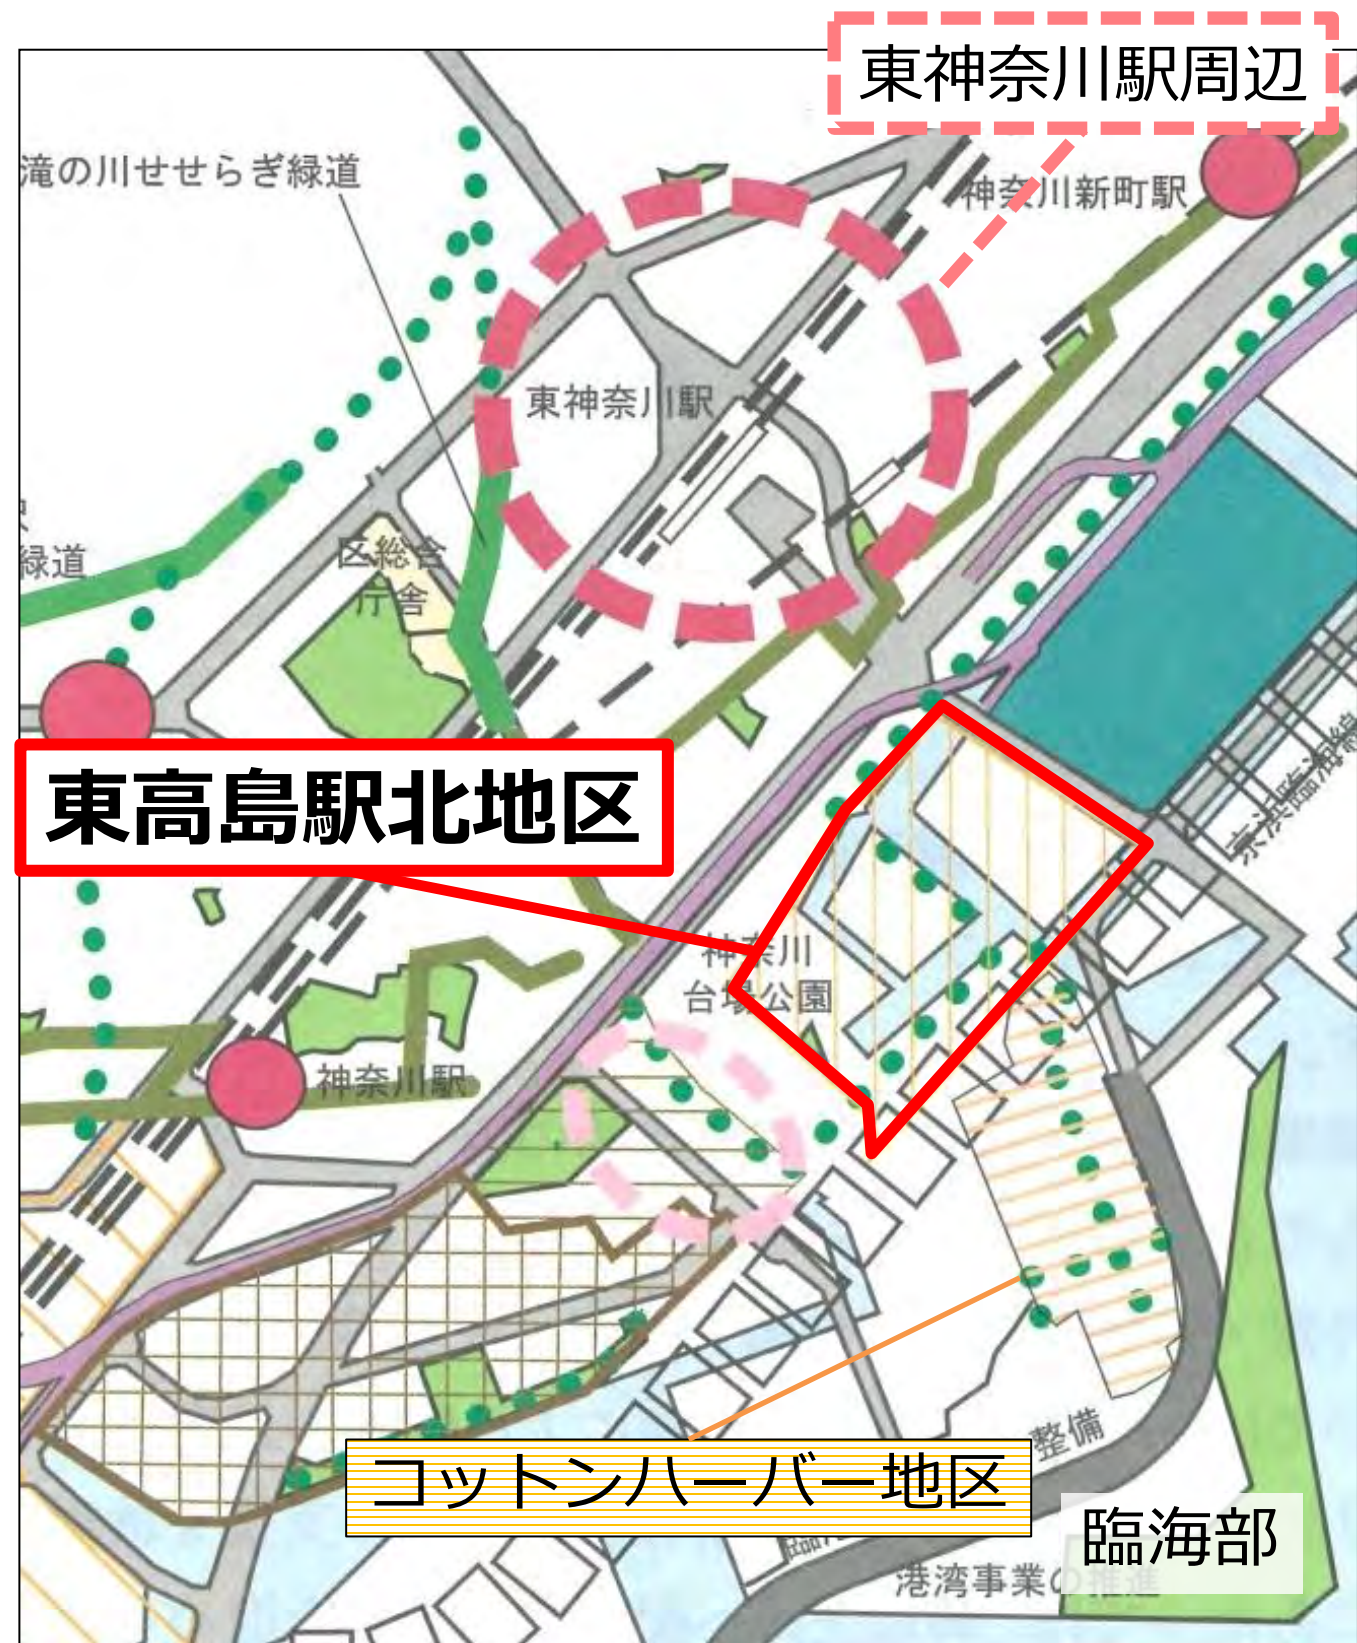 東神奈川駅周辺
滝の川せせらぎ緑道
神奈川新町駅
東神奈川駅
緑道
区総合
庁舎
京浜臨海線
東高島駅北地区
神奈川
台場公園
神奈川駅
整備
コットンハーバー地区
臨海部
港湾事業の推進